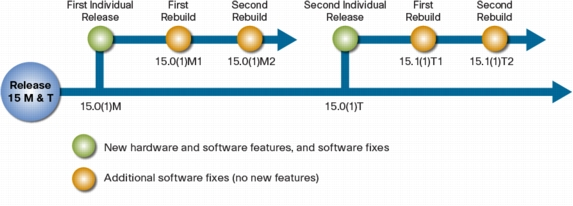 First Individual
Release
First
Rebuild
Second
Rebuild
Second Individual
Release
First
Rebuild
Second
Rebuild
15.0(1)M1
15.0(1)M2
15.1(1)T1
15.1(1)T2
Release
15 M & T
15.0(1)M
15.0(1)T
New hardware and software features, and software fixes
Additional software fixes (no new features)